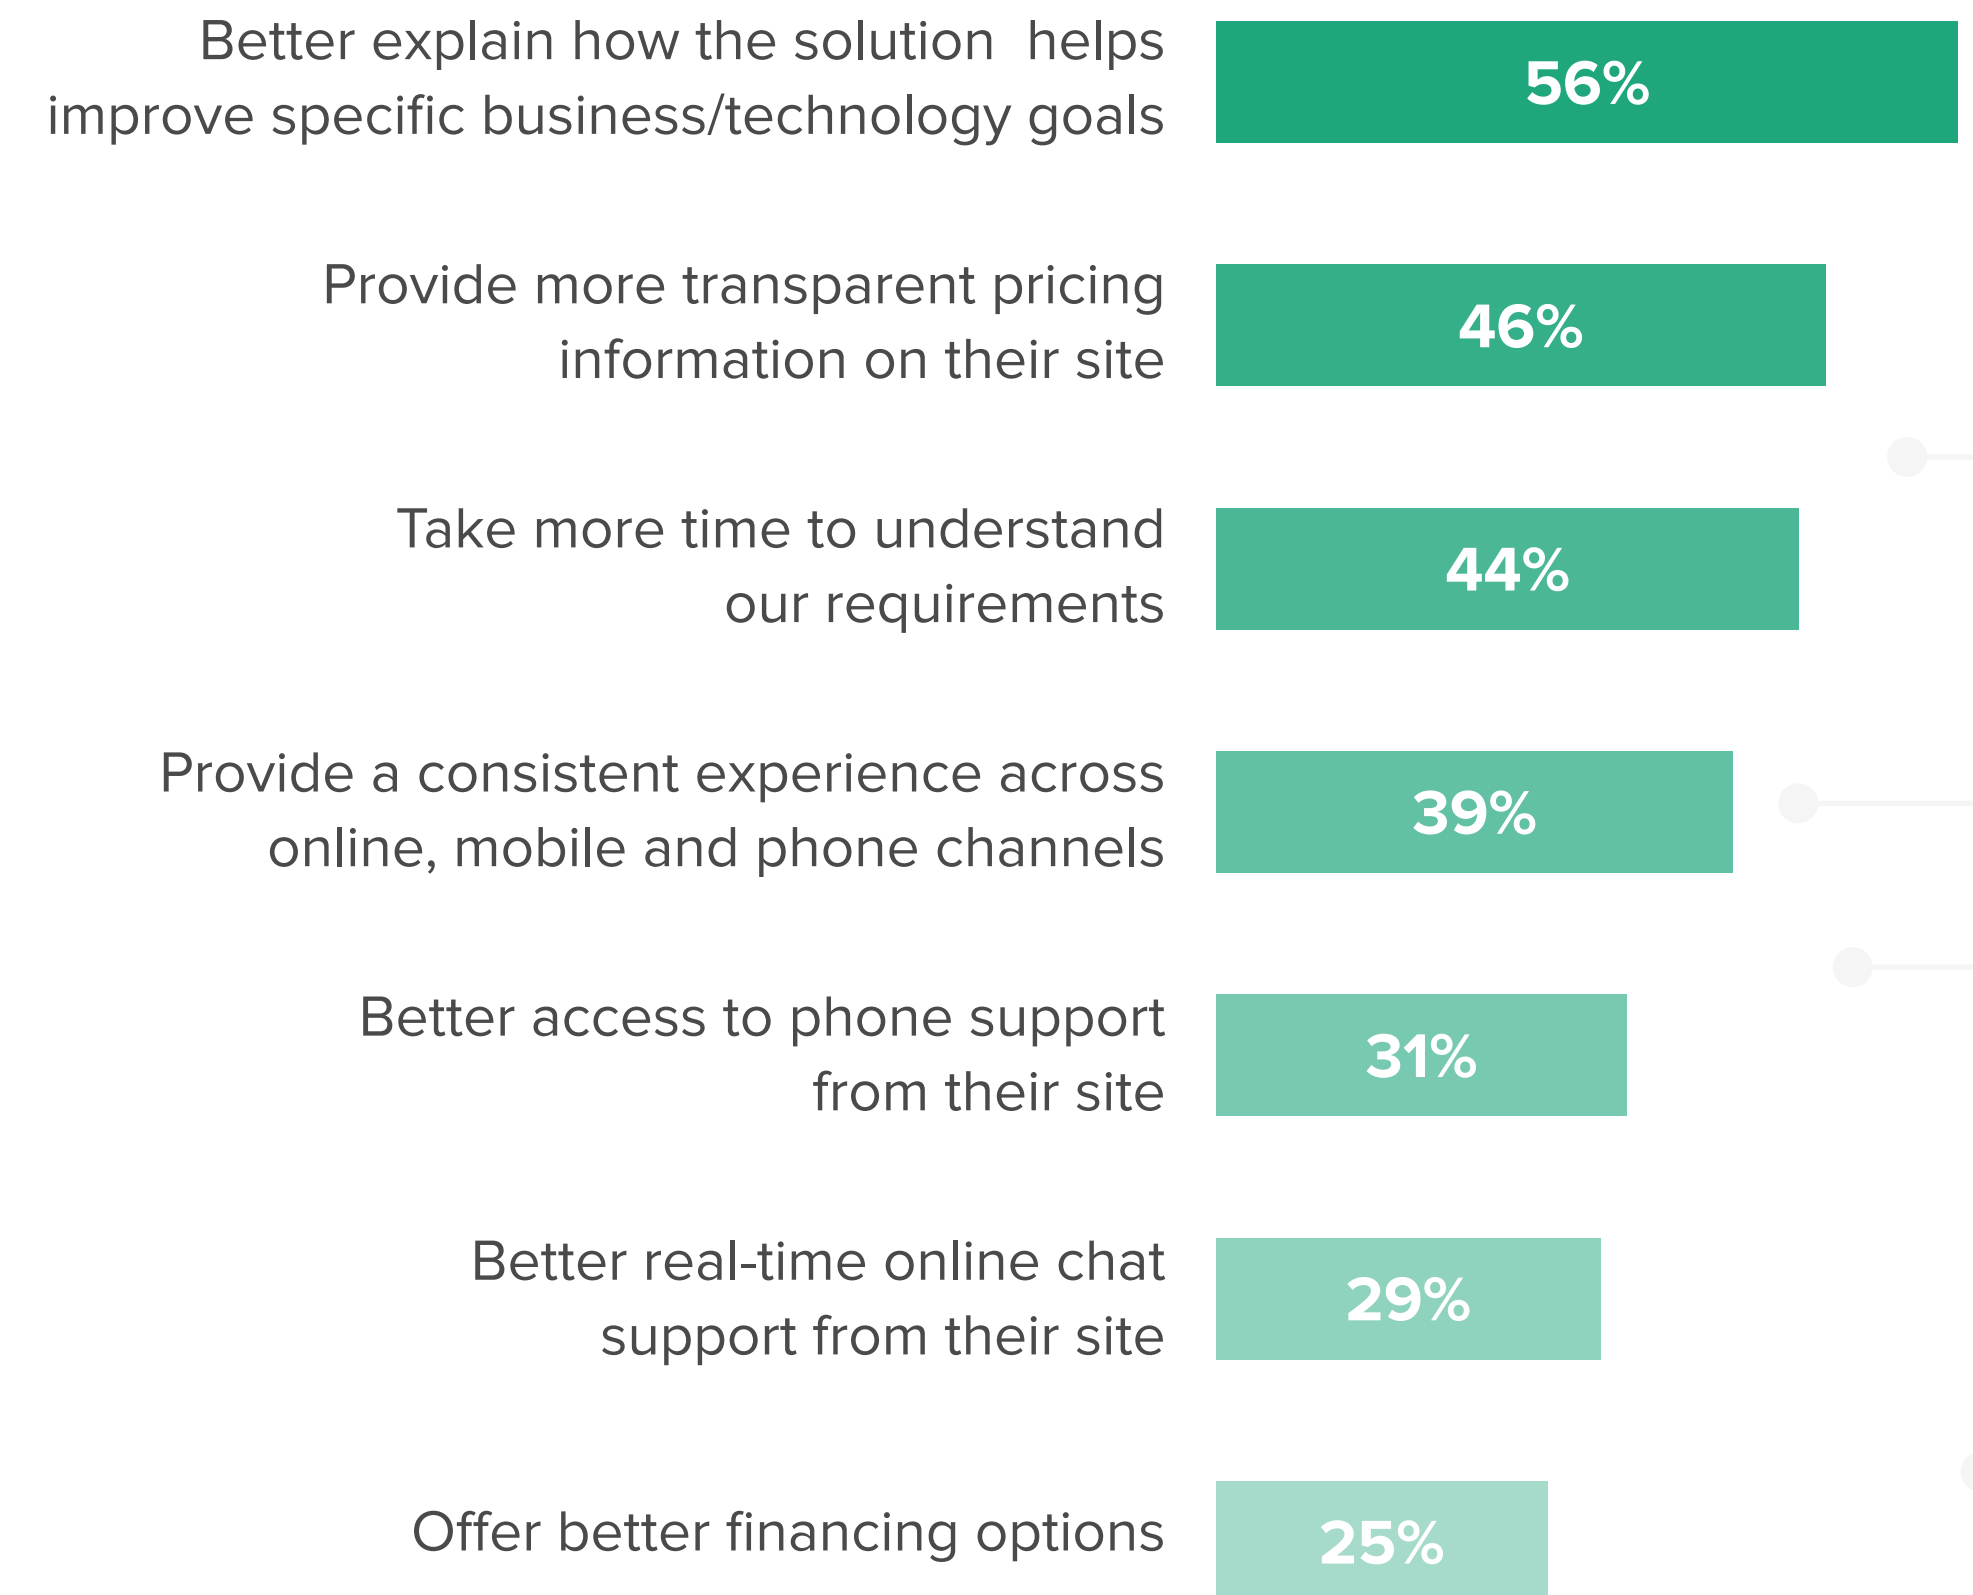 Better explain how the solution  helps
improve specific business/technology goals
56%
Provide more transparent pricing
information on their site
46%
Take more time to understand
our requirements
44%
Provide a consistent experience across
online, mobile and phone channels
39%
Better access to phone support
from their site
31%
Better real-time online chat
support from their site
29%
Offer better financing options
25%